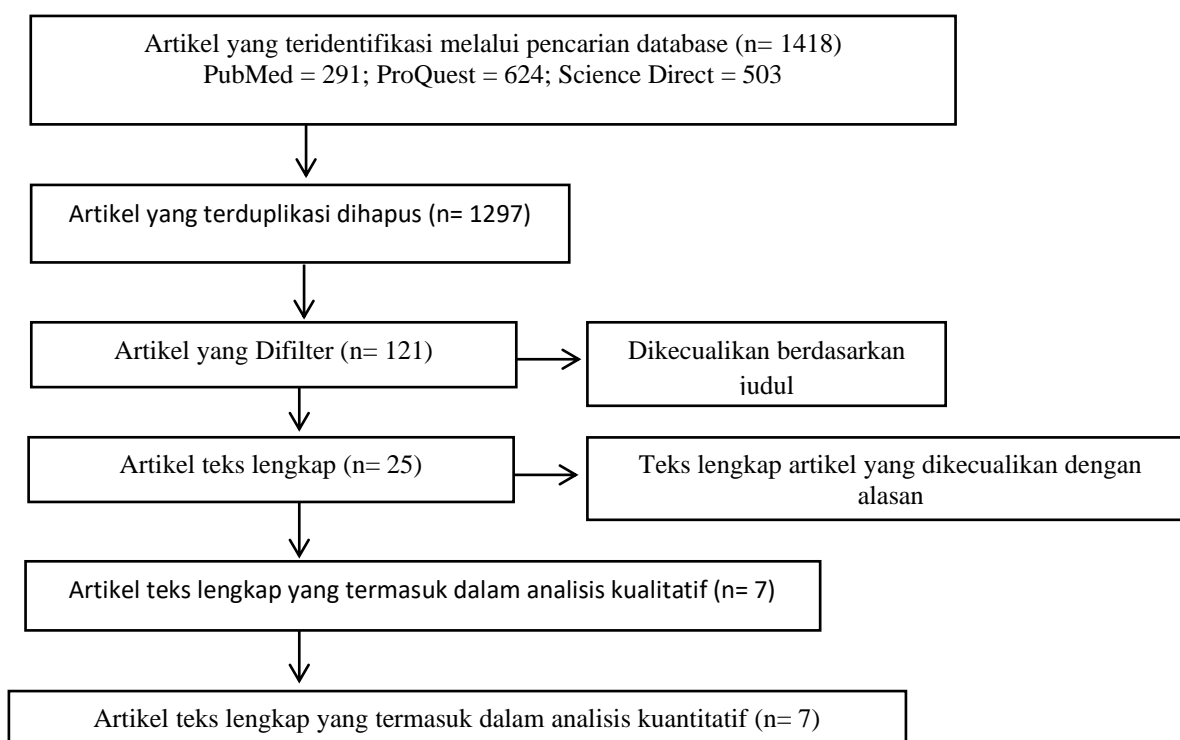 Artikel yang teridentifikasi melalui pencarian database (n= 1418)
PubMed = 291; ProQuest = 624; Science Direct = 503
Artikel yang terduplikasi dihapus (n= 1297)
Artikel yang Difilter (n= 121)
Dikecualikan berdasarkan
judul
Artikel teks lengkap (n= 25)
Teks lengkap artikel yang dikecualikan dengan
alasan
Artikel teks lengkap yang termasuk dalam analisis kualitatif (n= 7)
Artikel teks lengkap yang termasuk dalam analisis kuantitatif (n= 7)